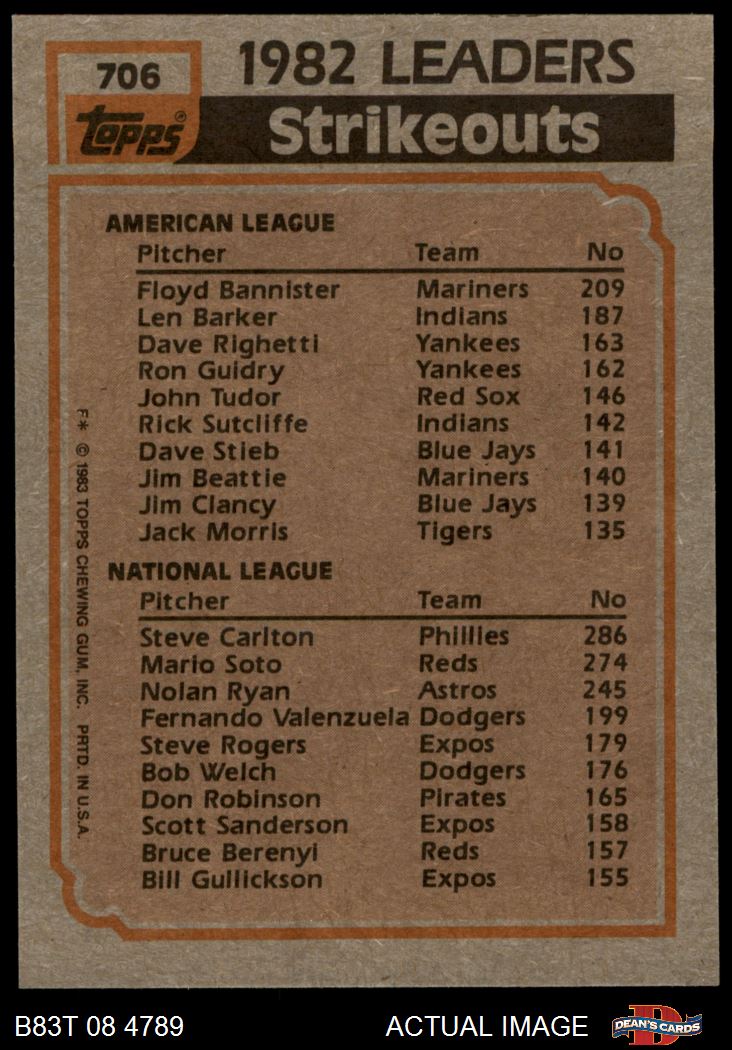 706
1982 LEADERS
Topps®
Strikeouts
AMERICAN LEAGUE
Pitcher Team No
Floyd Bannister Mariners 209
Len Barker Indians 187
Dave Righetti Yankees 163
Ron Guidry Yankees 162
John Tudor Red Sox 146
Rick Sutcliffe Indians 142
Dave Stieb Blue Jays 141
Jim Beattie Mariners 140
Jim Clancy Blue Jays 139
Jack Morris Tigers 135
NATIONAL LEAGUE
Pitcher Team No
Steve Carlton Phillies 286
Mario Soto Reds 274
Nolan Ryan Astros 245
Fernando Valenzuela Dodgers 199
Steve Rogers Expos 179
Bob Welch Dodgers 176
Don Robinson Pirates 165
Scott Sanderson Expos 158
Bruce Berenyi Reds 157
Bill Gullickson Expos 155
F* © 1983 TOPPS CHEWING GUM, INC. PRTD. IN U.S.A.
B83T 08 4789 ACTUAL IMAGE
D
DEAN'S CARDS